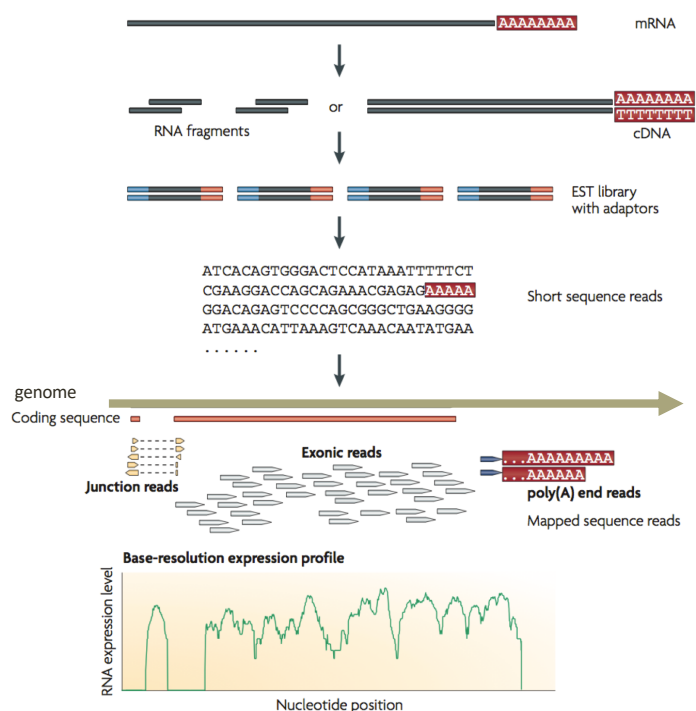 AAAAAAAA
mRNA
AAAAAAAA
or
TTTTTTTT
RNA fragments
cDNA
EST library
with adaptors
ATCACAGTGGGACTCCATAAATTTTTCT
CGAAGGACCAGCAGAAACGAGAGAAAAA
GGACAGAGTCCCCAGCGGGCTGAAGGGG
ATGAAACATTAAAGTCAAACAATATGAA
......
Short sequence reads
genome
Coding sequence
Junction reads
Exonic reads
...AAAAAAAAA
...AAAAAA
poly(A) end reads
Mapped sequence reads
Base-resolution expression profile
RNA expression level
Nucleotide position